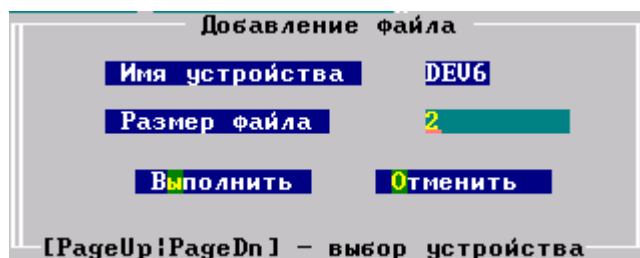 Добавление файла
Имя устройства DEV6
Размер файла 2
Выполнить Отменить
[PageUp¦PageDn] – выбор устройства